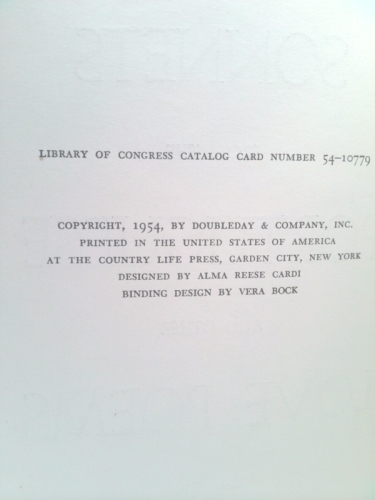 LIBRARY OF CONGRESS CATALOG CARD NUMBER 54-10779
COPYRIGHT, 1954, BY DOUBLEDAY & COMPANY, INC.
PRINTED IN THE UNITED STATES OF AMERICA
AT THE COUNTRY LIFE PRESS, GARDEN CITY, NEW YORK
DESIGNED BY ALMA REESE CARDI
BINDING DESIGN BY VERA BOCK